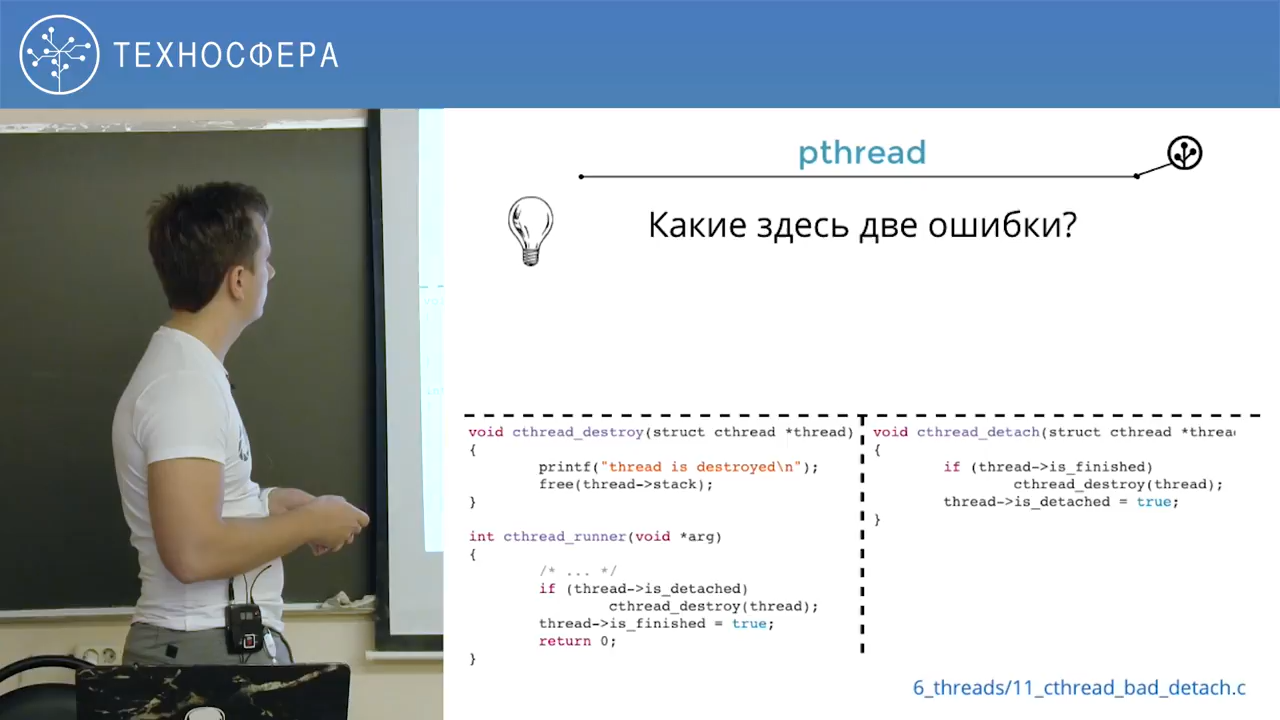 ТЕХНОСФЕРА
pthread
Какие здесь две ошибки?
void cthread_destroy(struct cthread *thread)
{
printf("thread is destroyed\n");
free(thread->stack);
}
int cthread_runner(void *arg)
{
/* ... */
if (thread->is_detached)
cthread_destroy(thread);
thread->is_finished = true;
return 0;
}
void cthread_detach(struct cthread *threa
{
if (thread->is_finished)
cthread_destroy(thread);
thread->is_detached = true;
}
6_threads/11_cthread_bad_detach.c